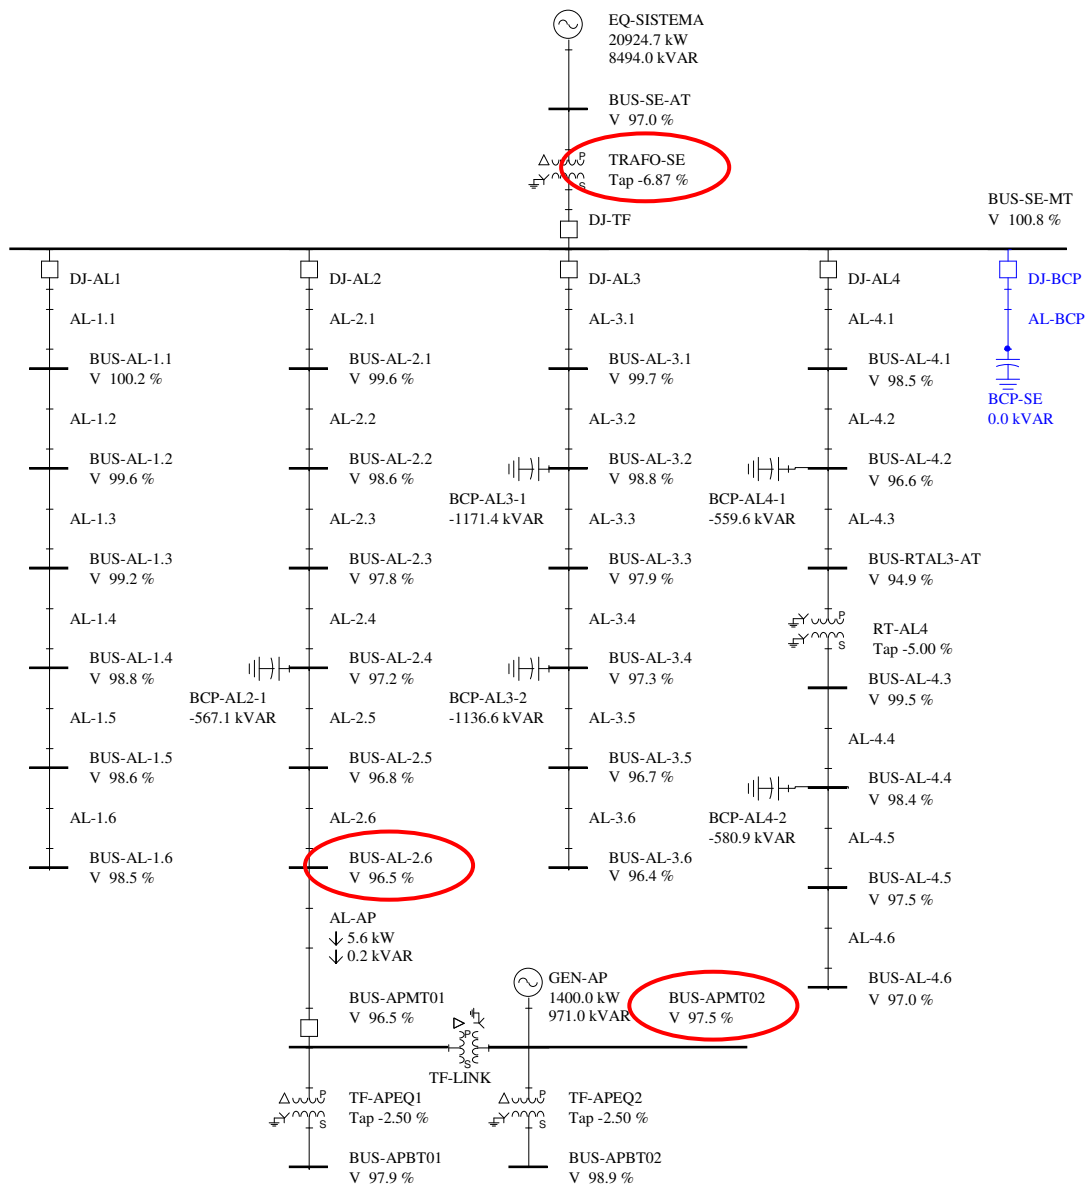 EQ-SISTEMA
20924.7 kW
8494.0 kVAR
BUS-SE-AT
V 97.0 %
P
TRAFO-SE
Tap -6.87 %
S
DJ-TF
BUS-SE-MT
V 100.8 %
DJ-AL1
DJ-AL2
DJ-AL3
DJ-AL4
DJ-BCP
AL-1.1
AL-2.1
AL-3.1
AL-4.1
AL-BCP
BUS-AL-1.1
V 100.2 %
BUS-AL-2.1
V 99.6 %
BUS-AL-3.1
V 99.7 %
BUS-AL-4.1
V 98.5 %
BCP-SE
0.0 kVAR
AL-1.2
AL-2.2
AL-3.2
AL-4.2
BUS-AL-1.2
V 99.6 %
BUS-AL-2.2
V 98.6 %
BUS-AL-3.2
V 98.8 %
BUS-AL-4.2
V 96.6 %
BCP-AL3-1
-1171.4 kVAR
BCP-AL4-1
-559.6 kVAR
AL-1.3
AL-2.3
AL-3.3
AL-4.3
BUS-AL-1.3
V 99.2 %
BUS-AL-2.3
V 97.8 %
BUS-AL-3.3
V 97.9 %
BUS-RTAL3-AT
V 94.9 %
AL-1.4
AL-2.4
AL-3.4
P
S
RT-AL4
Tap -5.00 %
BUS-AL-1.4
V 98.8 %
BUS-AL-2.4
V 97.2 %
BUS-AL-3.4
V 97.3 %
BUS-AL-4.3
V 99.5 %
BCP-AL2-1
-567.1 kVAR
BCP-AL3-2
-1136.6 kVAR
AL-1.5
AL-2.5
AL-3.5
AL-4.4
BUS-AL-1.5
V 98.6 %
BUS-AL-2.5
V 96.8 %
BUS-AL-3.5
V 96.7 %
BUS-AL-4.4
V 98.4 %
BCP-AL4-2
-580.9 kVAR
AL-1.6
AL-2.6
AL-3.6
AL-4.5
BUS-AL-1.6
V 98.5 %
BUS-AL-2.6
V 96.5 %
BUS-AL-3.6
V 96.4 %
BUS-AL-4.5
V 97.5 %
AL-AP
5.6 kW
0.2 kVAR
AL-4.6
BUS-AL-4.6
V 97.0 %
GEN-AP
1400.0 kW
971.0 kVAR
BUS-APMT01
V 96.5 %
BUS-APMT02
V 97.5 %
P
S
TF-LINK
P
S
TF-APEQ1
Tap -2.50 %
P
S
TF-APEQ2
Tap -2.50 %
BUS-APBT01
V 97.9 %
BUS-APBT02
V 98.9 %